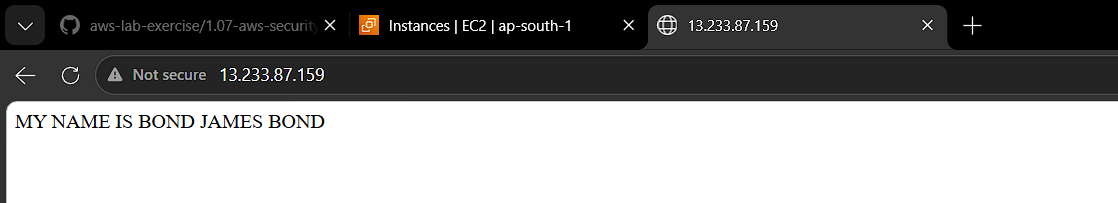 aws-lab-exercise/1.07-aws-security
Instances | EC2 | ap-south-1
13.233.87.159
Not secure
13.233.87.159
MY NAME IS BOND JAMES BOND